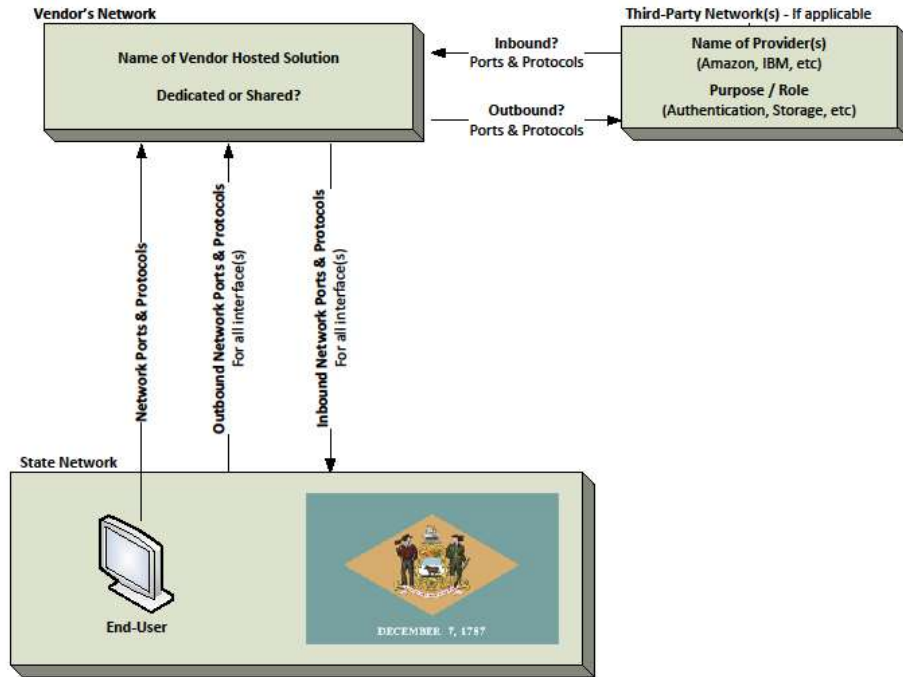 Vendor's Network
Third-Party Network(s) - If applicable
Name of Vendor Hosted Solution
Dedicated or Shared?
Inbound?
Ports & Protocols
Outbound?
Ports & Protocols
Name of Provider(s)
(Amazon, IBM, etc)
Purpose / Role
(Authentication, Storage, etc)
Network Ports & Protocols
Outbound Network Ports & Protocols
For all interface(s)
Inbound Network Ports & Protocols
For all interface(s)
State Network
End-User
DECEMBER 7, 1787